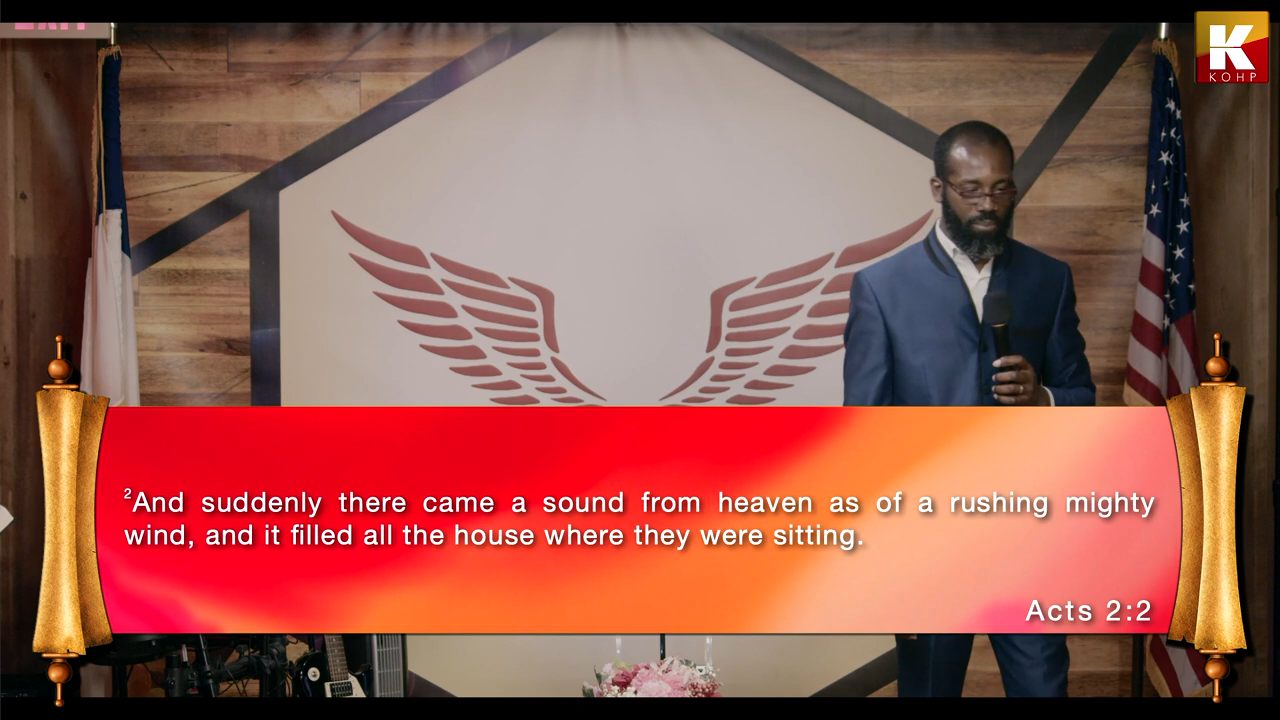 EXIT
K
KOHP
²And suddenly there came a sound from heaven as of a rushing mighty
wind, and it filled all the house where they were sitting.
Acts 2:2